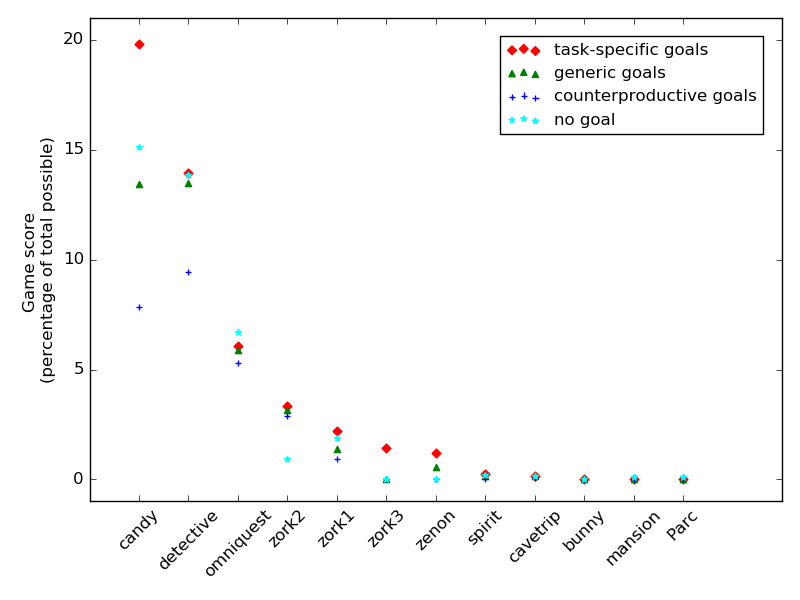 20
15
10
5
0
Game score
(percentage of total possible)
task-specific goals
generic goals
counterproductive goals
no goal
candy
detective
omniquest
zork2
zork1
zork3
zenon
spirit
cavetrip
bunny
mansion
Parc